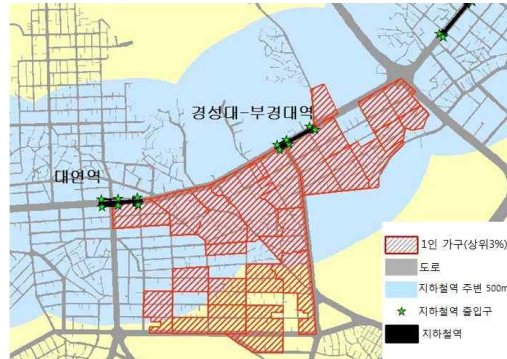 경성대-부경대역
대연역
1인 가구(상위3%)
도로
지하철역 주변 500m
지하철역 출입구
지하철역